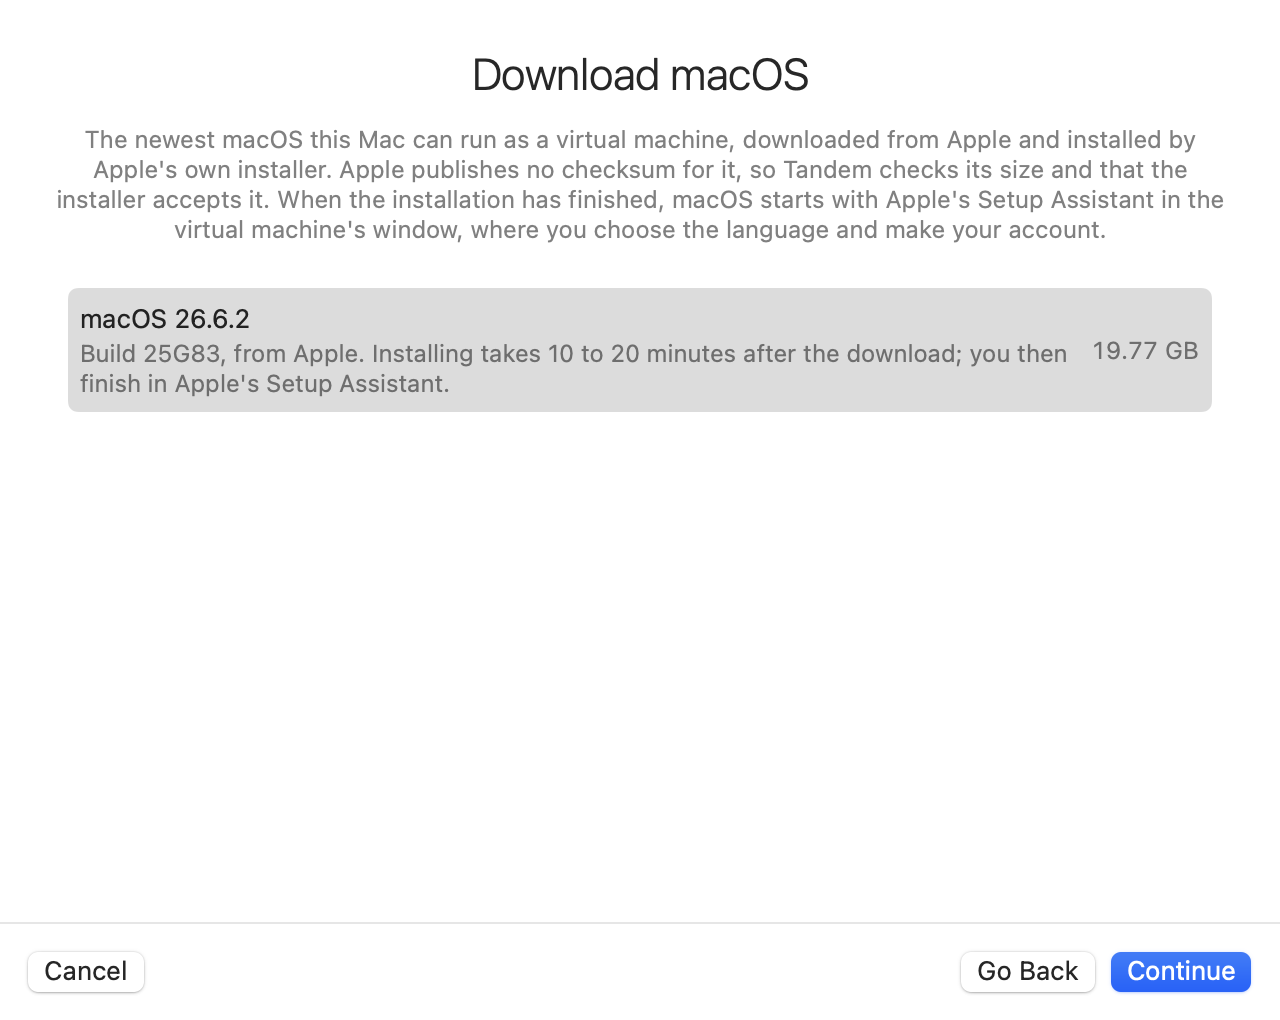 Download macOS
The newest macOS this Mac can run as a virtual machine, downloaded from Apple and installed by
Apple's own installer. Apple publishes no checksum for it, so Tandem checks its size and that the
installer accepts it. When the installation has finished, macOS starts with Apple's Setup Assistant in the
virtual machine's window, where you choose the language and make your account.
macOS 26.6.2
Build 25G83, from Apple. Installing takes 10 to 20 minutes after the download; you then
finish in Apple's Setup Assistant.
19.77 GB
Cancel
Go Back
Continue